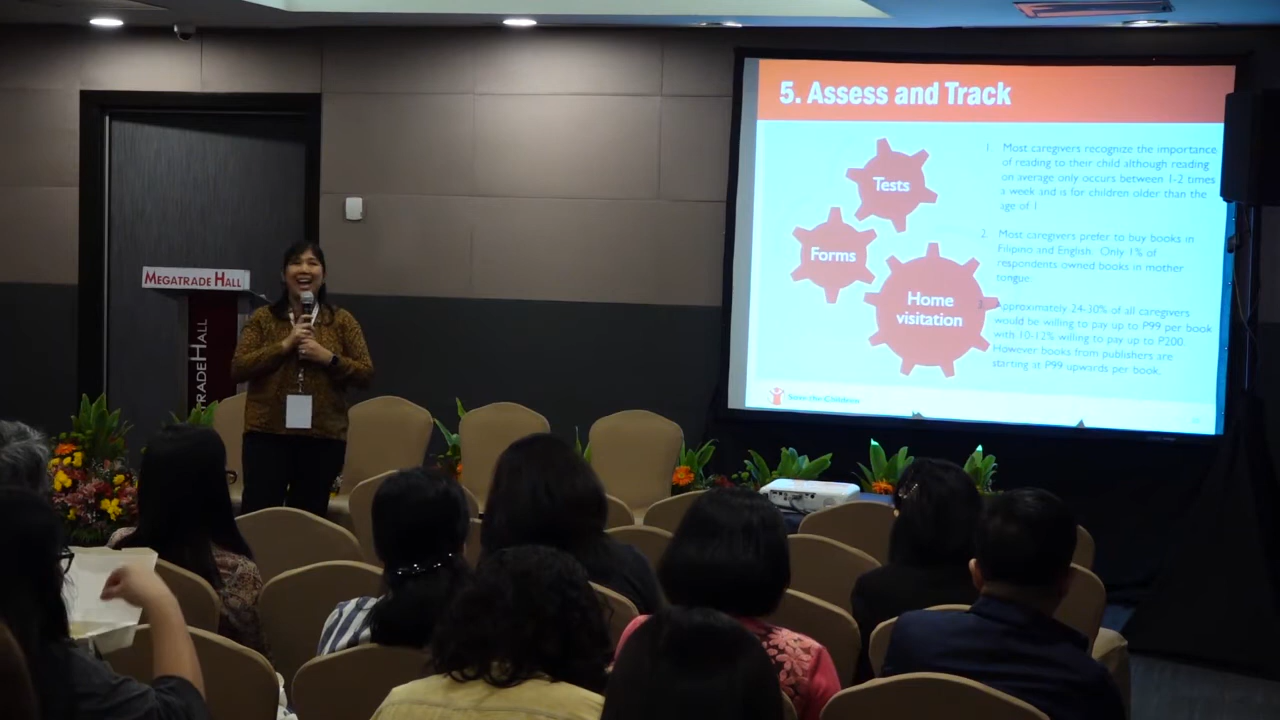 5. Assess and Track
Tests
Forms
Home
visitation
1. Most caregivers recognize the importance
of reading to their child although reading
on average only occurs between 1-2 times
a week and is for children older than the
age of 1
2. Most caregivers prefer to buy books in
Filipino and English. Only 1% of
respondents owned books in mother
tongue.
3. Approximately 24-30% of all caregivers
would be willing to pay up to P99 per book
with 10-12% willing to pay up to P200.
However books from publishers are
starting at P99 upwards per book.
Save the Children
MEGATRADE HALL
TRADE HALL